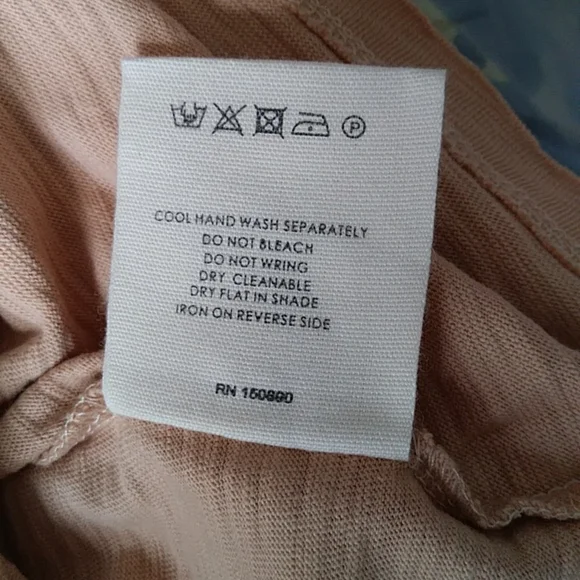 P
COOL HAND WASH SEPARATELY
DO NOT BLEACH
DO NOT WRING
DRY CLEANABLE
DRY FLAT IN SHADE
IRON ON REVERSE SIDE
RN 150890